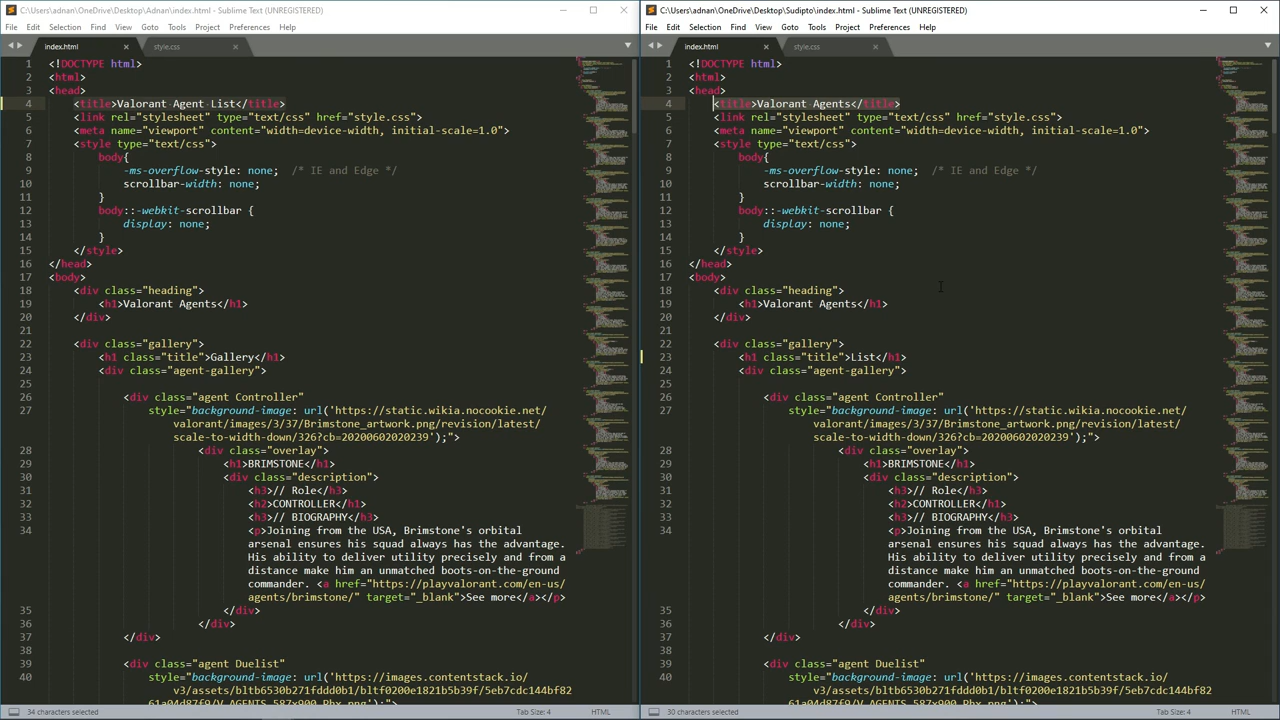 C:\Users\adnan\OneDrive\Desktop\Adnan\index.html - Sublime Text (UNREGISTERED)
File Edit Selection Find View Goto Tools Project Preferences Help
index.html × style.css ×
1 <!DOCTYPE html>
2 <html>
3 <head>
4 <title>Valorant Agent List</title>
5 <link rel="stylesheet" type="text/css" href="style.css">
6 <meta name="viewport" content="width=device-width, initial-scale=1.0">
7 <style type="text/css">
8 body{
9 -ms-overflow-style: none; /* IE and Edge */
10 scrollbar-width: none;
11 }
12 body::-webkit-scrollbar {
13 display: none;
14 }
15 </style>
16 </head>
17 <body>
18 <div class="heading">
19 <h1>Valorant Agents</h1>
20 </div>
21
22 <div class="gallery">
23 <h1 class="title">Gallery</h1>
24 <div class="agent-gallery">
25
26 <div class="agent Controller"
27 style="background-image: url('https://static.wikia.nocookie.net/
valorant/images/3/37/Brimstone_artwork.png/revision/latest/
scale-to-width-down/326?cb=20200602020239');">
28 <div class="overlay">
29 <h1>BRIMSTONE</h1>
30 <div class="description">
31 <h3>// Role</h3>
32 <h2>CONTROLLER</h1>
33 <h3>// BIOGRAPHY</h3>
34 <p>Joining from the USA, Brimstone's orbital
arsenal ensures his squad always has the advantage.
His ability to deliver utility precisely and from a
distance make him an unmatched boots-on-the-ground
commander. <a href="https://playvalorant.com/en-us/
agents/brimstone/" target="_blank">See more</a></p>
35 </div>
36 </div>
37 </div>
38
39 <div class="agent Duelist"
40 style="background-image: url('https://images.contentstack.io/
v3/assets/bltb6530b271fddd0b1/bltf0200e1821b5b39f/5eb7cdc144bf82
61a04d87f9/V_AGENTS_587x900_Phx.png');">
34 characters selected Tab Size: 4 HTML
C:\Users\adnan\OneDrive\Desktop\Sudipto\index.html - Sublime Text (UNREGISTERED)
File Edit Selection Find View Goto Tools Project Preferences Help
index.html × style.css ×
1 <!DOCTYPE html>
2 <html>
3 <head>
4 <title>Valorant Agents</title>
5 <link rel="stylesheet" type="text/css" href="style.css">
6 <meta name="viewport" content="width=device-width, initial-scale=1.0">
7 <style type="text/css">
8 body{
9 -ms-overflow-style: none; /* IE and Edge */
10 scrollbar-width: none;
11 }
12 body::-webkit-scrollbar {
13 display: none;
14 }
15 </style>
16 </head>
17 <body>
18 <div class="heading">
19 <h1>Valorant Agents</h1>
20 </div>
21
22 <div class="gallery">
23 <h1 class="title">List</h1>
24 <div class="agent-gallery">
25
26 <div class="agent Controller"
27 style="background-image: url('https://static.wikia.nocookie.net/
valorant/images/3/37/Brimstone_artwork.png/revision/latest/
scale-to-width-down/326?cb=20200602020239');">
28 <div class="overlay">
29 <h1>BRIMSTONE</h1>
30 <div class="description">
31 <h3>// Role</h3>
32 <h2>CONTROLLER</h1>
33 <h3>// BIOGRAPHY</h3>
34 <p>Joining from the USA, Brimstone's orbital
arsenal ensures his squad always has the advantage.
His ability to deliver utility precisely and from a
distance make him an unmatched boots-on-the-ground
commander. <a href="https://playvalorant.com/en-us/
agents/brimstone/" target="_blank">See more</a></p>
35 </div>
36 </div>
37 </div>
38
39 <div class="agent Duelist"
40 style="background-image: url('https://images.contentstack.io/
v3/assets/bltb6530b271fddd0b1/bltf0200e1821b5b39f/5eb7cdc144bf82
61a04d87f9/V_AGENTS_587x900_Phx.png');">
30 characters selected Tab Size: 4 HTML